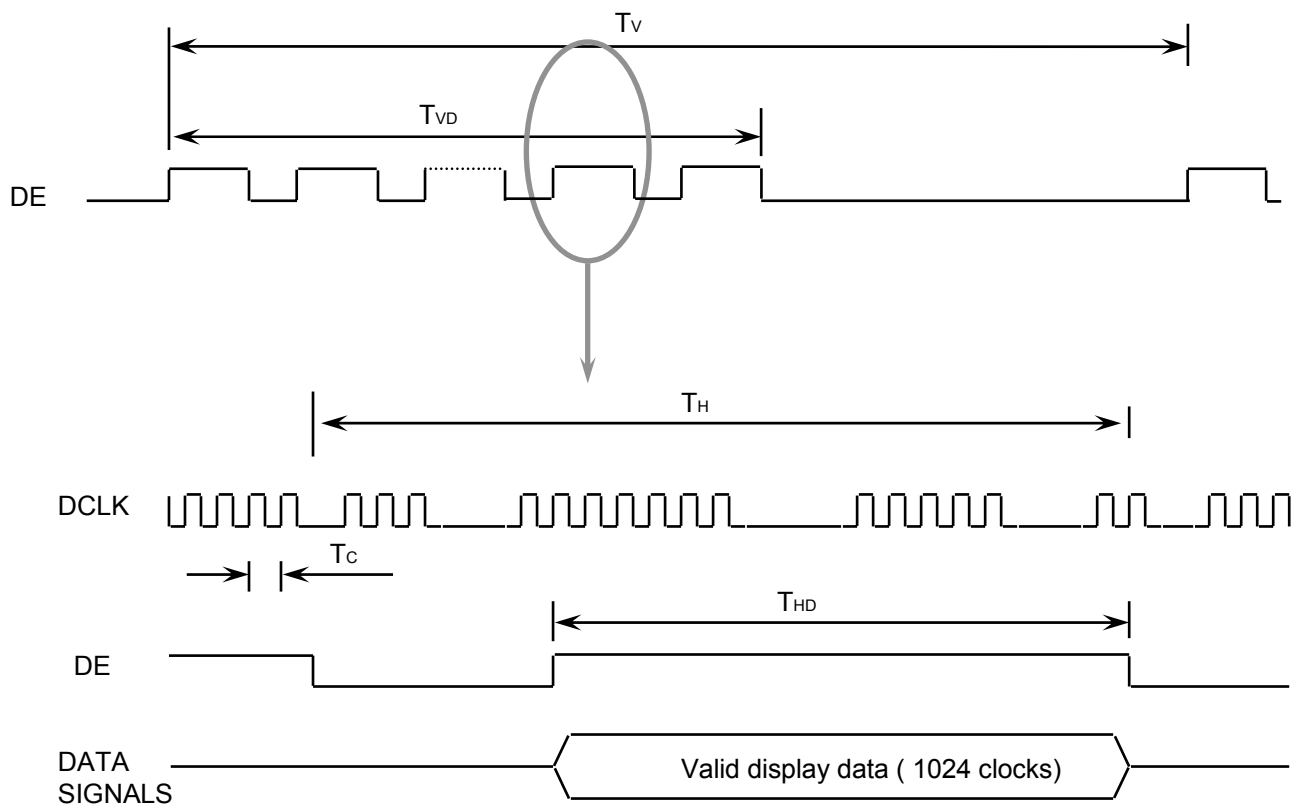 TV
TVD
DE
TH
DCLK
TC
THD
DE
DATA
SIGNALS
Valid display data ( 1024 clocks)